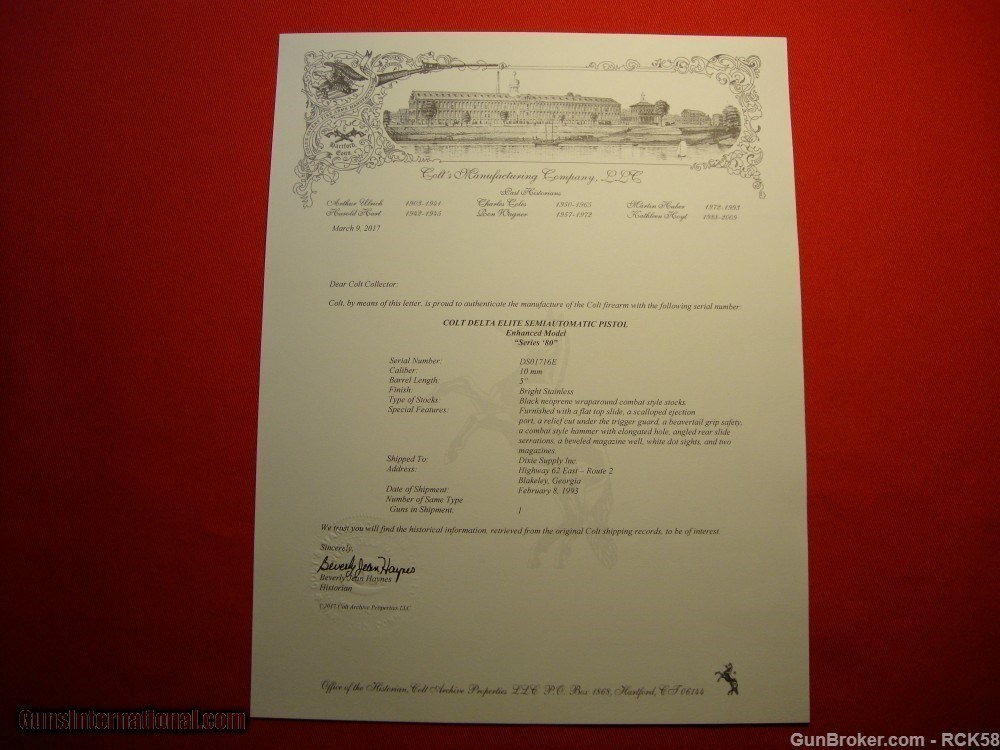 Hartford
Conn
Colt's Manufacturing Company, LLC
Past Historians
Arthur Ulrich 1903-1941 Charles Coles 1950-1965 Martin Huber 1972-1993
Harold Hart 1942-1945 Ron Wagner 1957-1972 Kathleen Hoyt 1988-2009
March 9, 2017
Dear Colt Collector:
Colt, by means of this letter, is proud to authenticate the manufacture of the Colt firearm with the following serial number:
COLT DELTA ELITE SEMIAUTOMATIC PISTOL
Enhanced Model
"Series '80"
Serial Number: DS01716E
Caliber: 10 mm
Barrel Length: 5"
Finish: Bright Stainless
Type of Stocks: Black neoprene wraparound combat style stocks.
Special Features: Furnished with a flat top slide, a scalloped ejection
port, a relief cut under the trigger guard, a beavertail grip safety,
a combat style hammer with elongated hole, angled rear slide
serrations, a beveled magazine well, white dot sights, and two
magazines.
Shipped To: Dixie Supply Inc.
Address: Highway 62 East – Route 2
Blakeley, Georgia
Date of Shipment: February 8, 1993
Number of Same Type
Guns in Shipment: 1
We trust you will find the historical information, retrieved from the original Colt shipping records, to be of interest.
Sincerely,
Beverly Jean Haynes
Beverly Jean Haynes
Historian
©2017 Colt Archive Properties LLC
Office of the Historian, Colt Archive Properties LLC P.O. Box 1868, Hartford, CT 06144
GunsInternational.com
GunBroker.com - RCK58